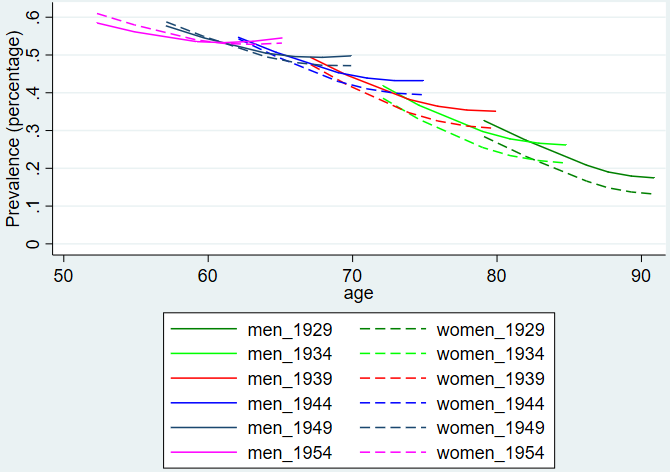 Prevalence (percentage)
.6
.5
.4
.3
.2
.1
0
50 60 70 80 90
age
men_1929 women_1929
men_1934 women_1934
men_1939 women_1939
men_1944 women_1944
men_1949 women_1949
men_1954 women_1954